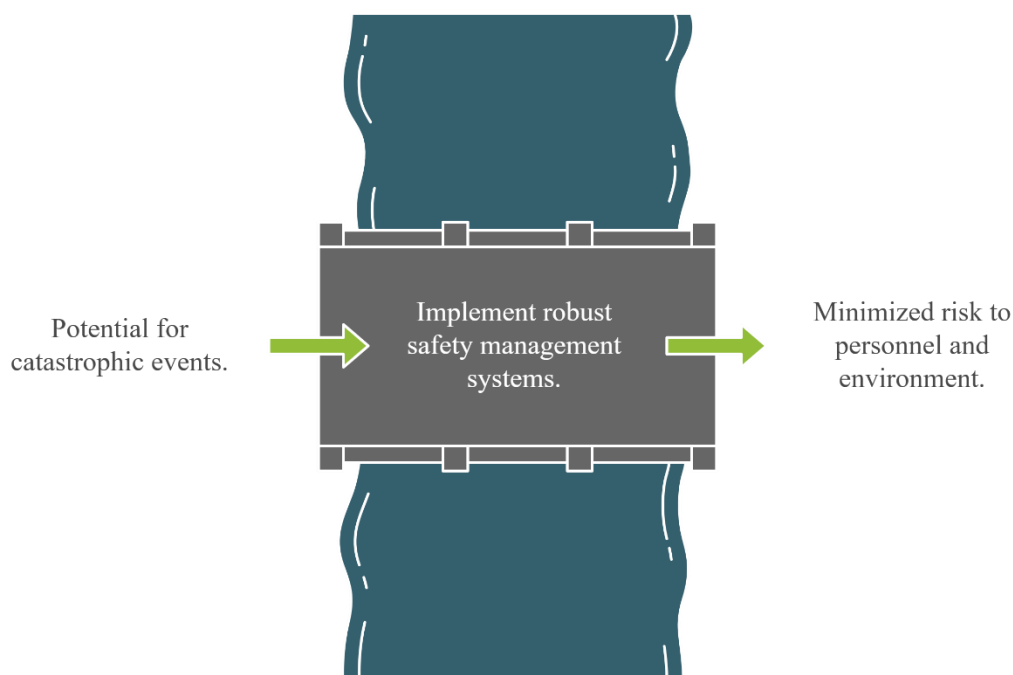 Potential for
catastrophic events.
Implement robust
safety management
systems.
Minimized risk to
personnel and
environment.